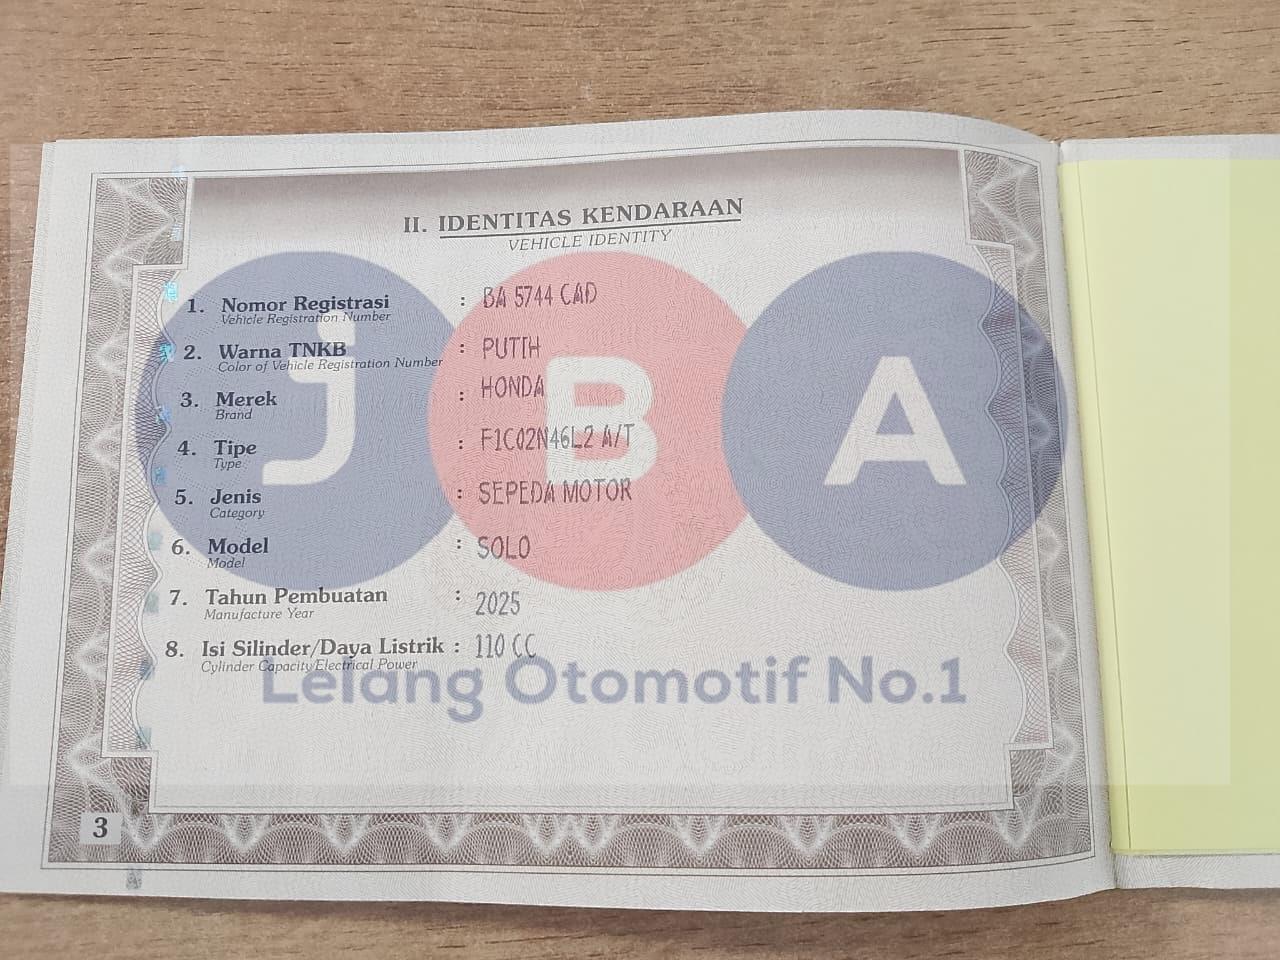 II. IDENTITAS KENDARAAN
VEHICLE IDENTITY
1. Nomor Registrasi : BA 5744 CAD
Vehicle Registration Number
2. Warna TNKB : PUTIH
Color of Vehicle Registration Number
3. Merek : HONDA
Brand
4. Tipe : F1C02N46L2 A/T
Type
5. Jenis : SEPEDA MOTOR
Category
6. Model : SOLO
Model
7. Tahun Pembuatan : 2025
Manufacture Year
8. Isi Silinder/Daya Listrik : 110 CC
Cylinder Capacity/Electrical Power
3
JBA
Lelang Otomotif No.1